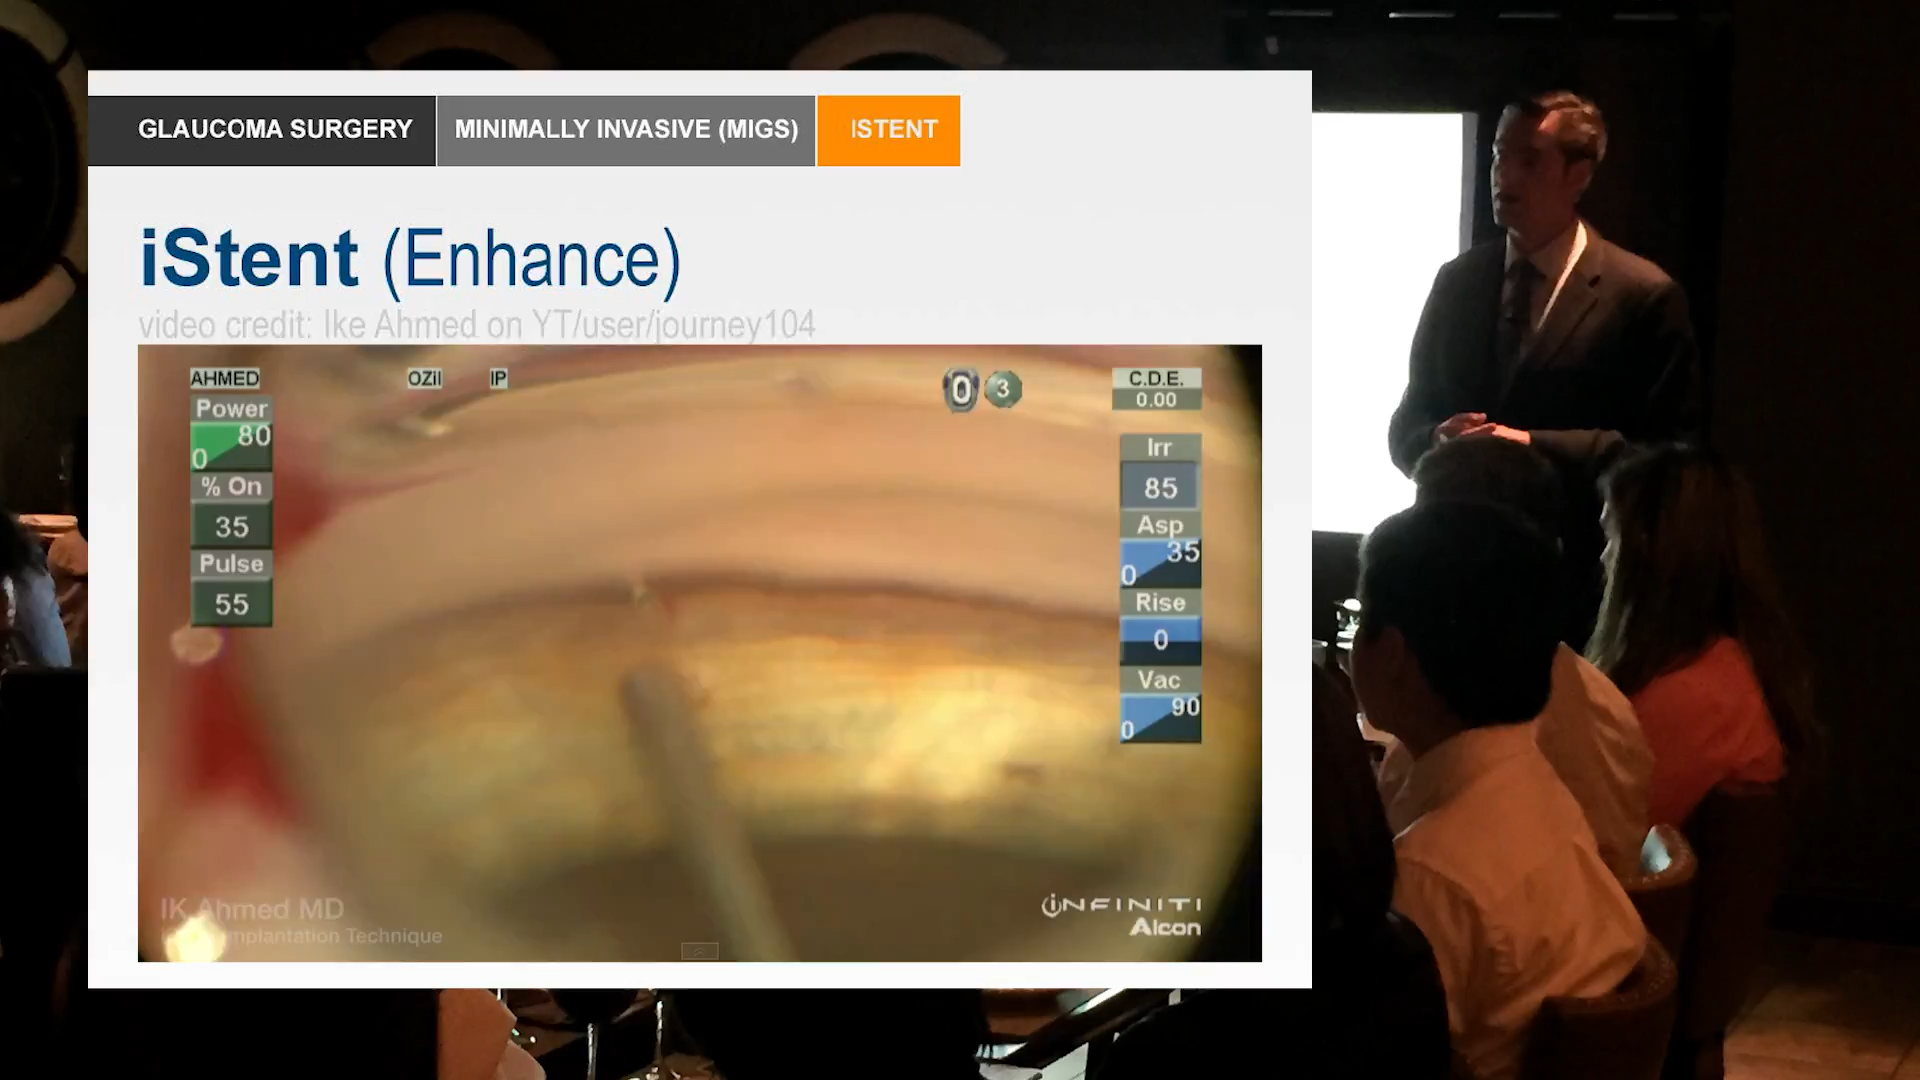 GLAUCOMA SURGERY MINIMALLY INVASIVE (MIGS) ISTENT
iStent (Enhance)
video credit: Ike Ahmed on YT/user/journey104
AHMED OZil IP 0 3 C.D.E.
0.00
Power
80
0
% On
35
Pulse
55
Irr
85
Asp
35
0
Rise
0
Vac
90
0
IK Ahmed MD
Implantation Technique
iNFINITI
Alcon